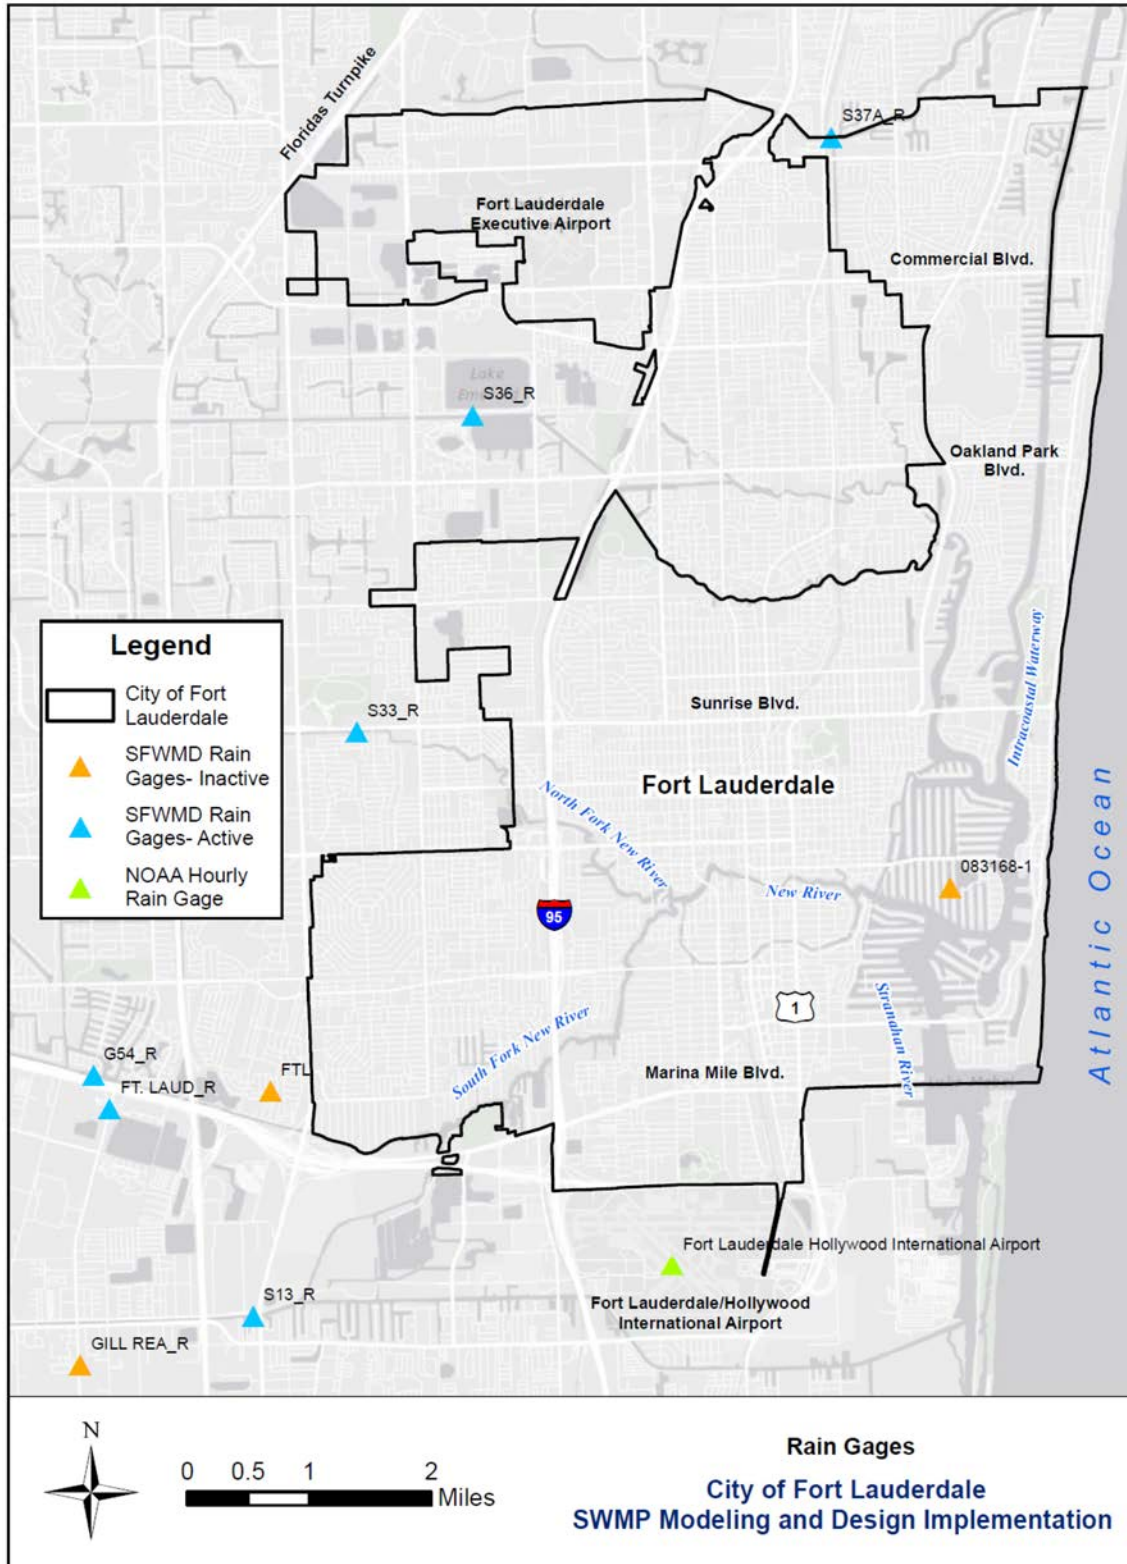 Floridas Turnpike
S37A_R
Fort Lauderdale
Executive Airport
Commercial Blvd.
Lake
S36_R
Oakland Park
Blvd.
Legend
City of Fort
Lauderdale
SFWMD Rain
Gages- Inactive
SFWMD Rain
Gages- Active
NOAA Hourly
Rain Gage
S33_R
Sunrise Blvd.
Intracoastal Waterway
Fort Lauderdale
North Fork New River
New River
083168-1
95
1
Atlantic Ocean
Stranahan River
South Fork New River
Marina Mile Blvd.
G54_R
FT. LAUD_R
FTL
Fort Lauderdale Hollywood International Airport
Fort Lauderdale/Hollywood
International Airport
S13_R
GILL REA_R
N
0 0.5 1 2
Miles
Rain Gages
City of Fort Lauderdale
SWMP Modeling and Design Implementation